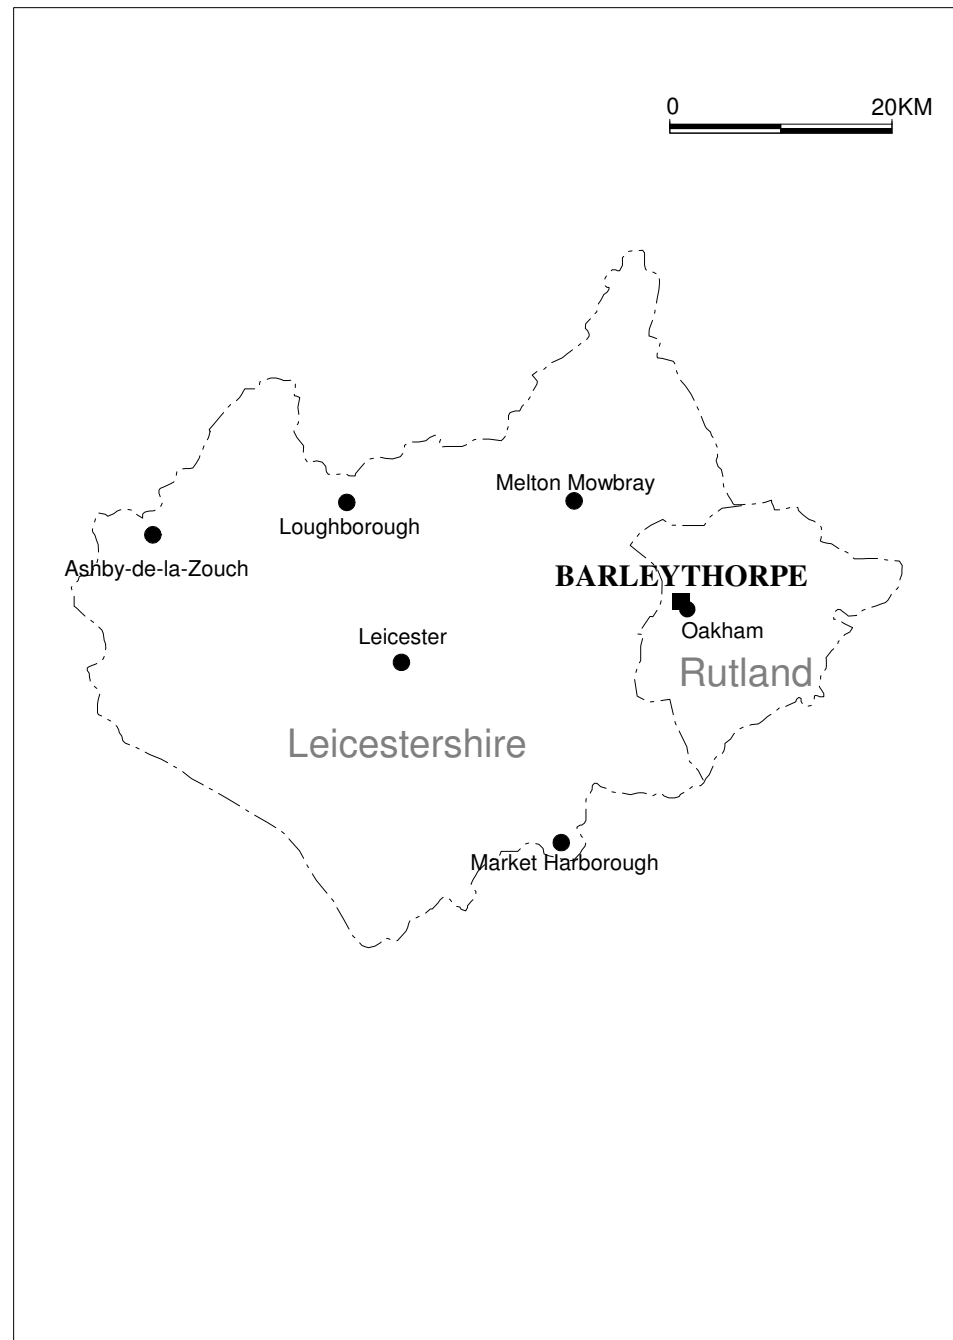 0 20KM
Melton Mowbray
Loughborough
Ashby-de-la-Zouch
BARLEYTHORPE
Oakham
Leicester
Rutland
Leicestershire
Market Harborough